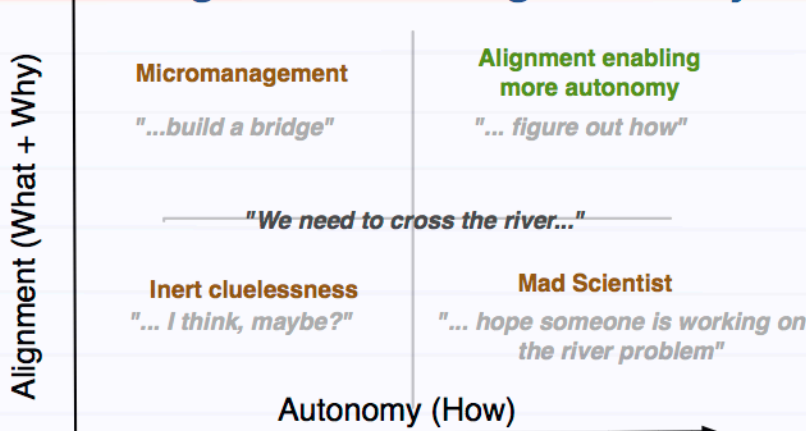 Alignment (What + Why)
Micromanagement
"...build a bridge"
Alignment enabling
more autonomy
"... figure out how"
"We need to cross the river..."
Inert cluelessness
"... I think, maybe?"
Mad Scientist
"... hope someone is working on
the river problem"
Autonomy (How)